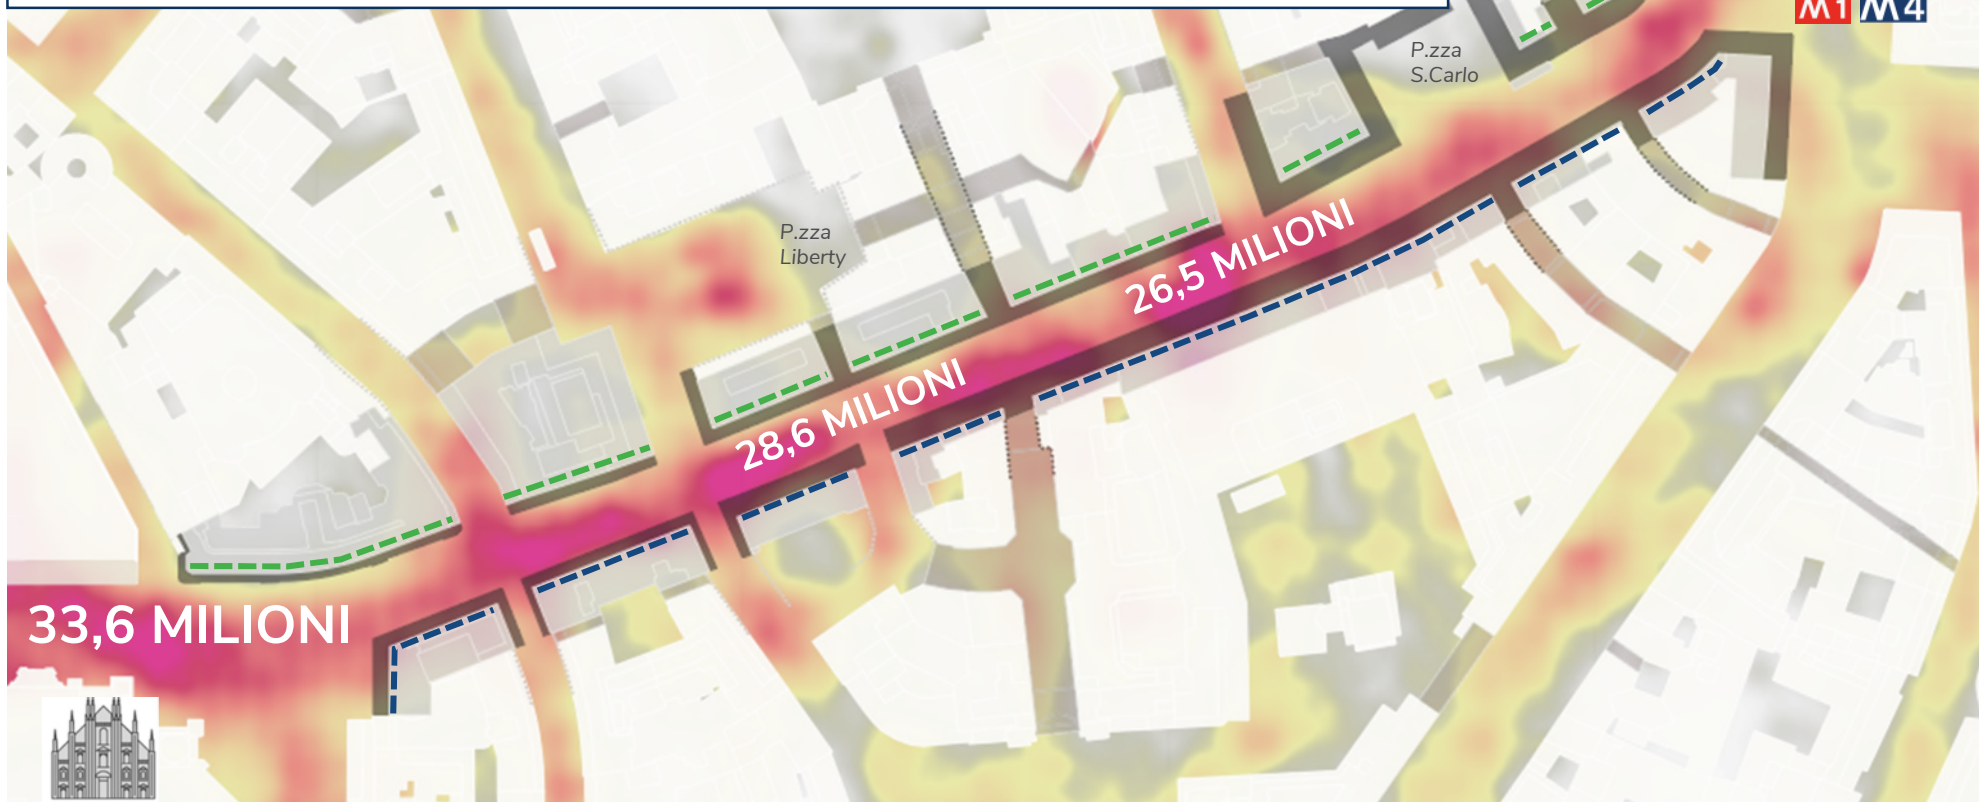 M1 M4
P.zza
S.Carlo
P.zza
Liberty
26,5 MILIONI
28,6 MILIONI
33,6 MILIONI